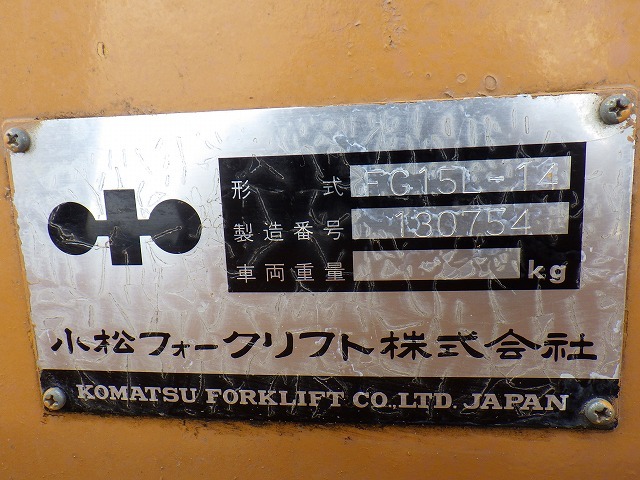 形 式 FG15L-14
製造番号 130754
車両重量 kg
小松フォークリフト株式会社
KOMATSU FORKLIFT CO.,LTD. JAPAN